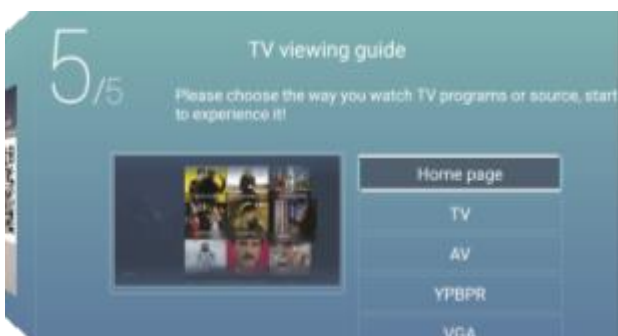 5/5
TV viewing guide
Please choose the way you watch TV programs or source, start
to experience it!
Home page
TV
AV
YPBPR
VGA